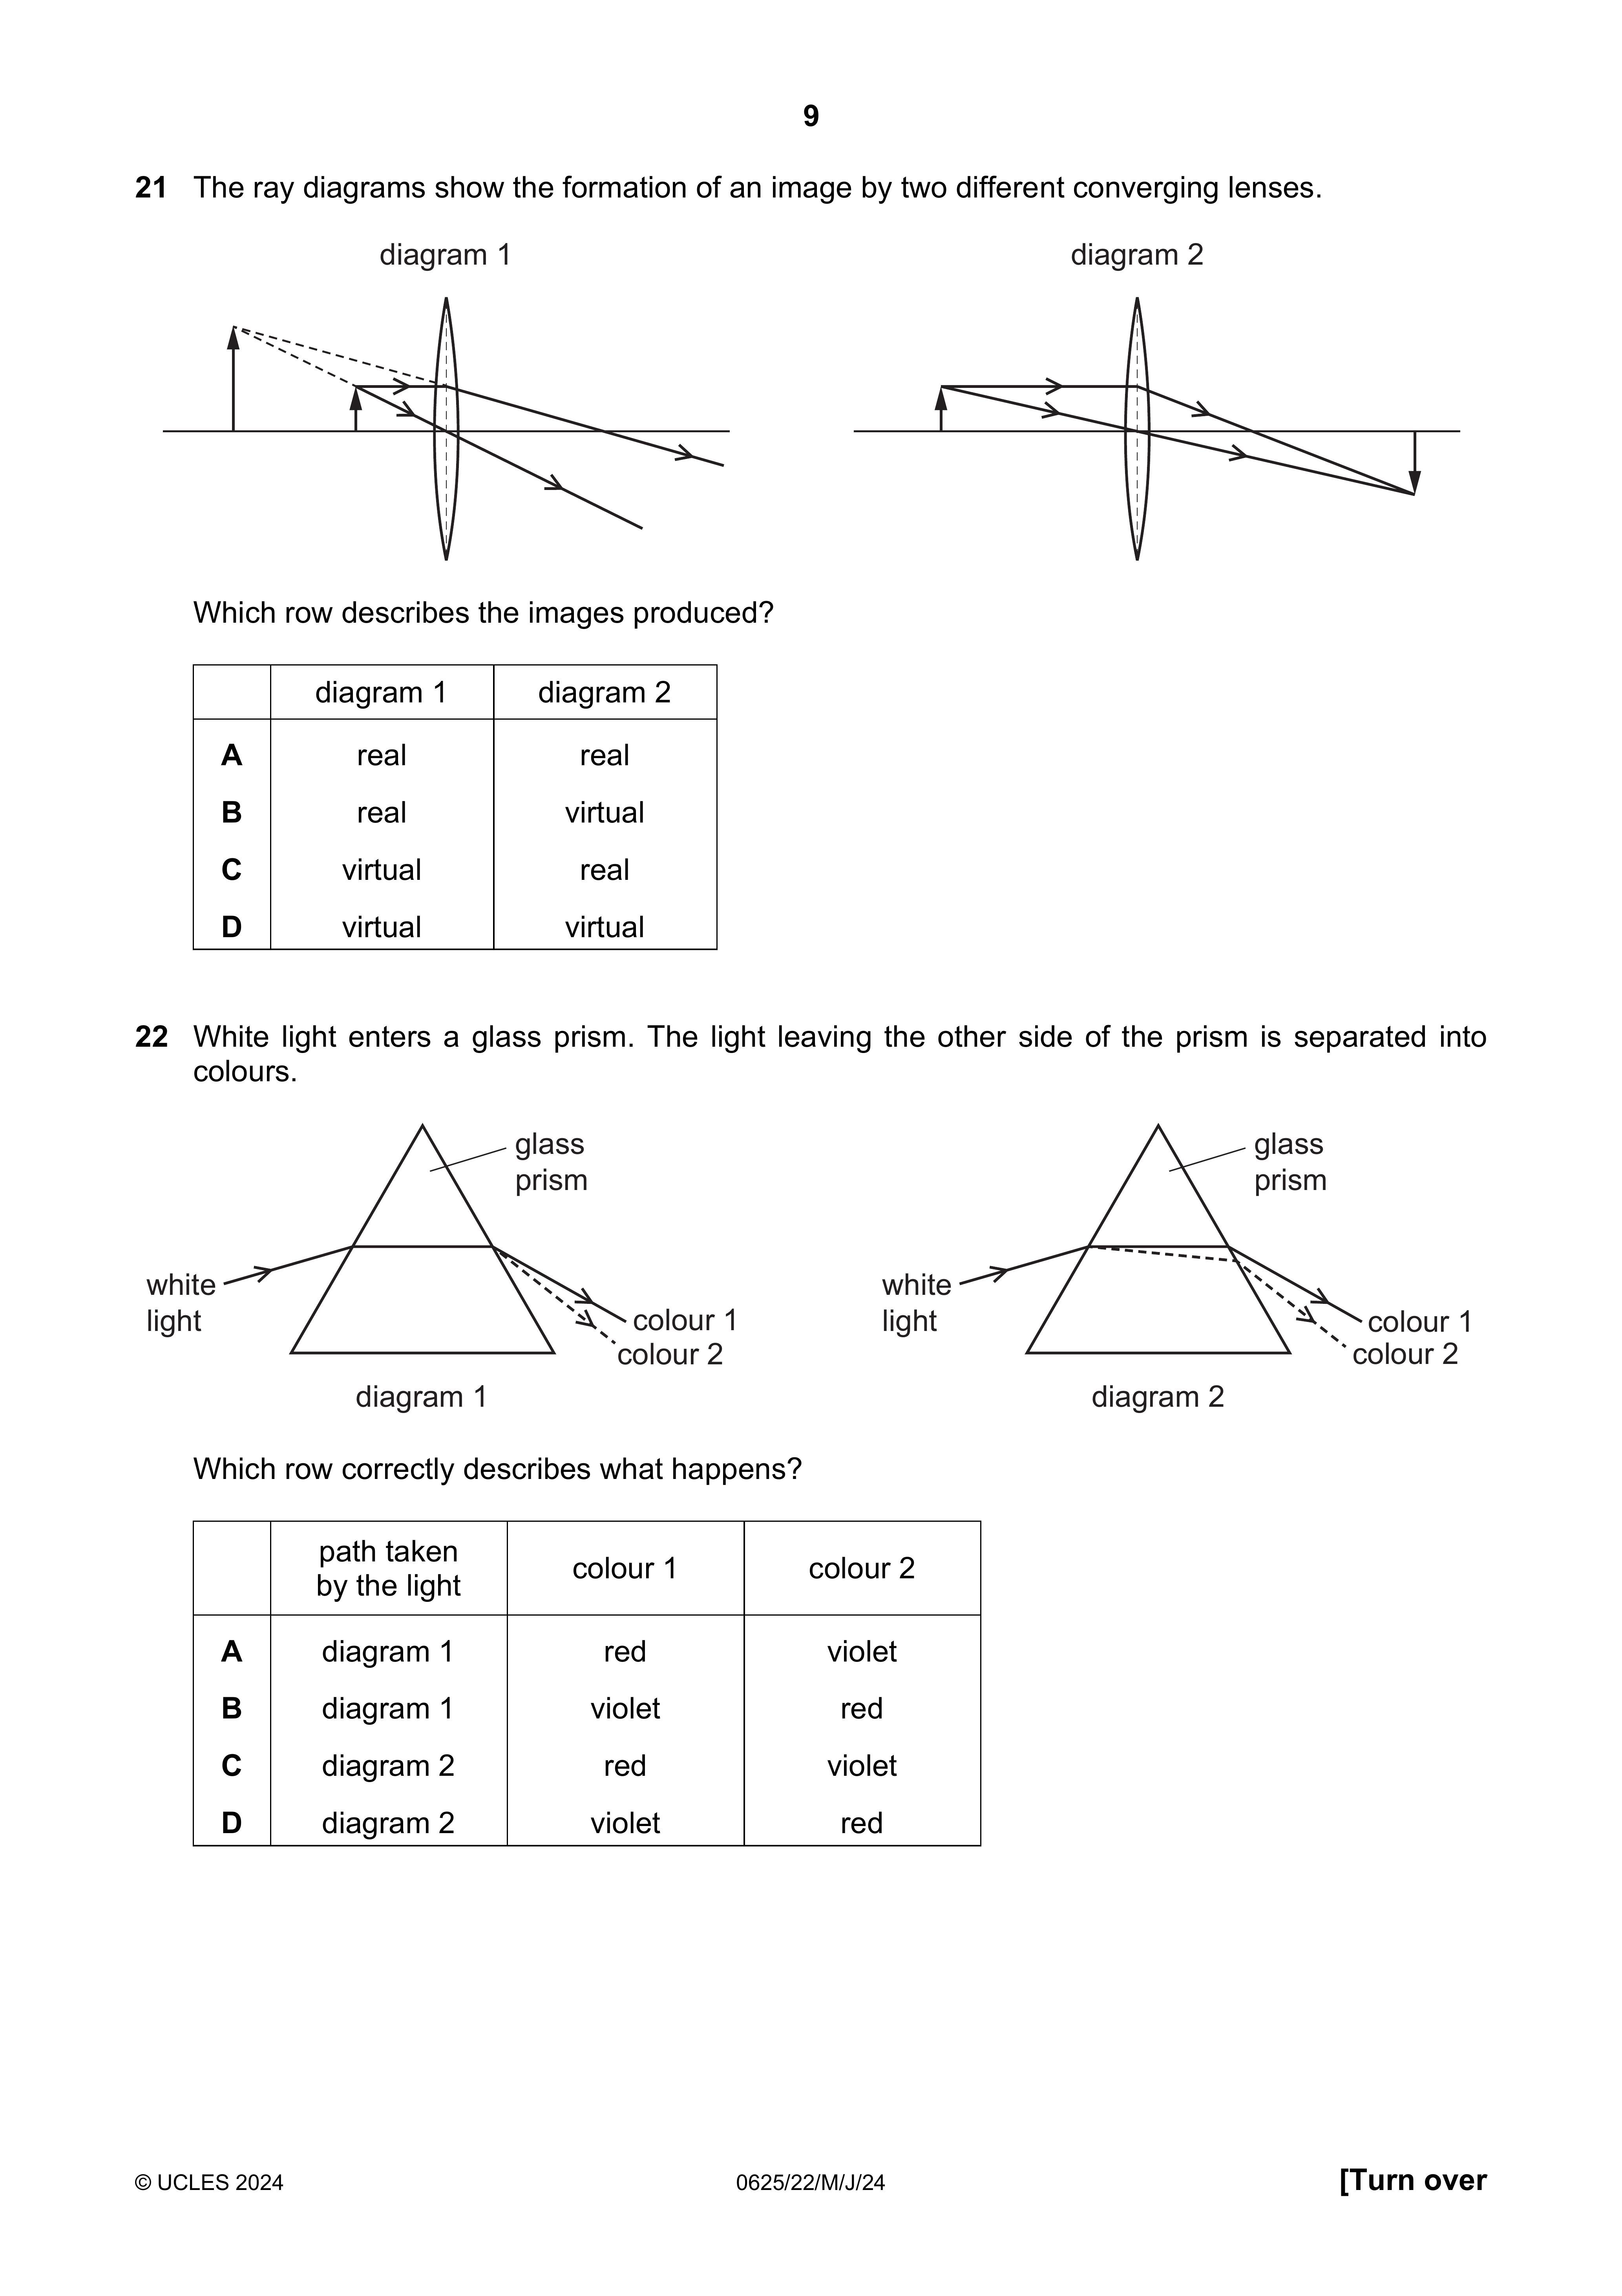 9
21 The ray diagrams show the formation of an image by two different converging lenses.
diagram 1 diagram 2
Which row describes the images produced?
diagram 1 diagram 2
A real real
B real virtual
C virtual real
D virtual virtual
22 White light enters a glass prism. The light leaving the other side of the prism is separated into
colours.
glass
prism
white
light
colour 1
colour 2
diagram 1
glass
prism
white
light
colour 1
colour 2
diagram 2
Which row correctly describes what happens?
path taken
by the light
colour 1 colour 2
A diagram 1 red violet
B diagram 1 violet red
C diagram 2 red violet
D diagram 2 violet red
© UCLES 2024 0625/22/M/J/24 [Turn over